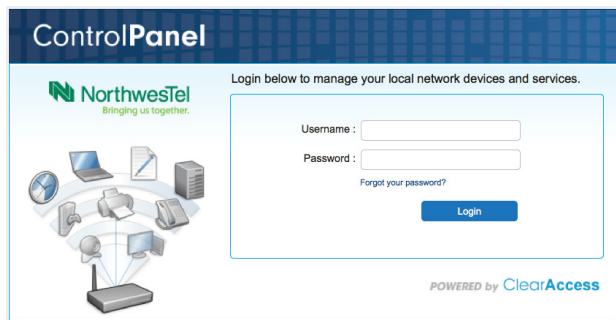 ControlPanel
Login below to manage your local network devices and services.
NorthwesTel
Bringing us together.
Username :
Password :
Forgot your password?
Login
POWERED by ClearAccess